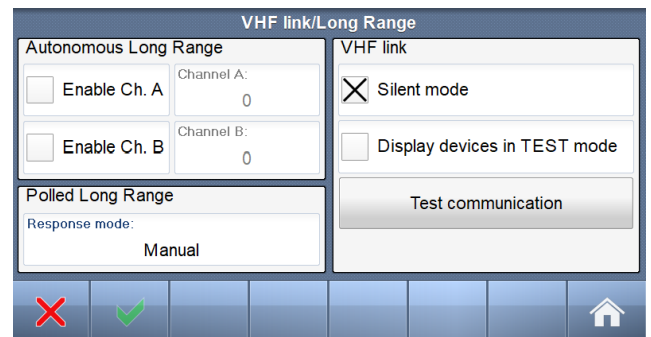 VHF link/Long Range
Autonomous Long Range
Enable Ch. A
Channel A:
0
Enable Ch. B
Channel B:
0
Polled Long Range
Response mode:
Manual
VHF link
Silent mode
Display devices in TEST mode
Test communication